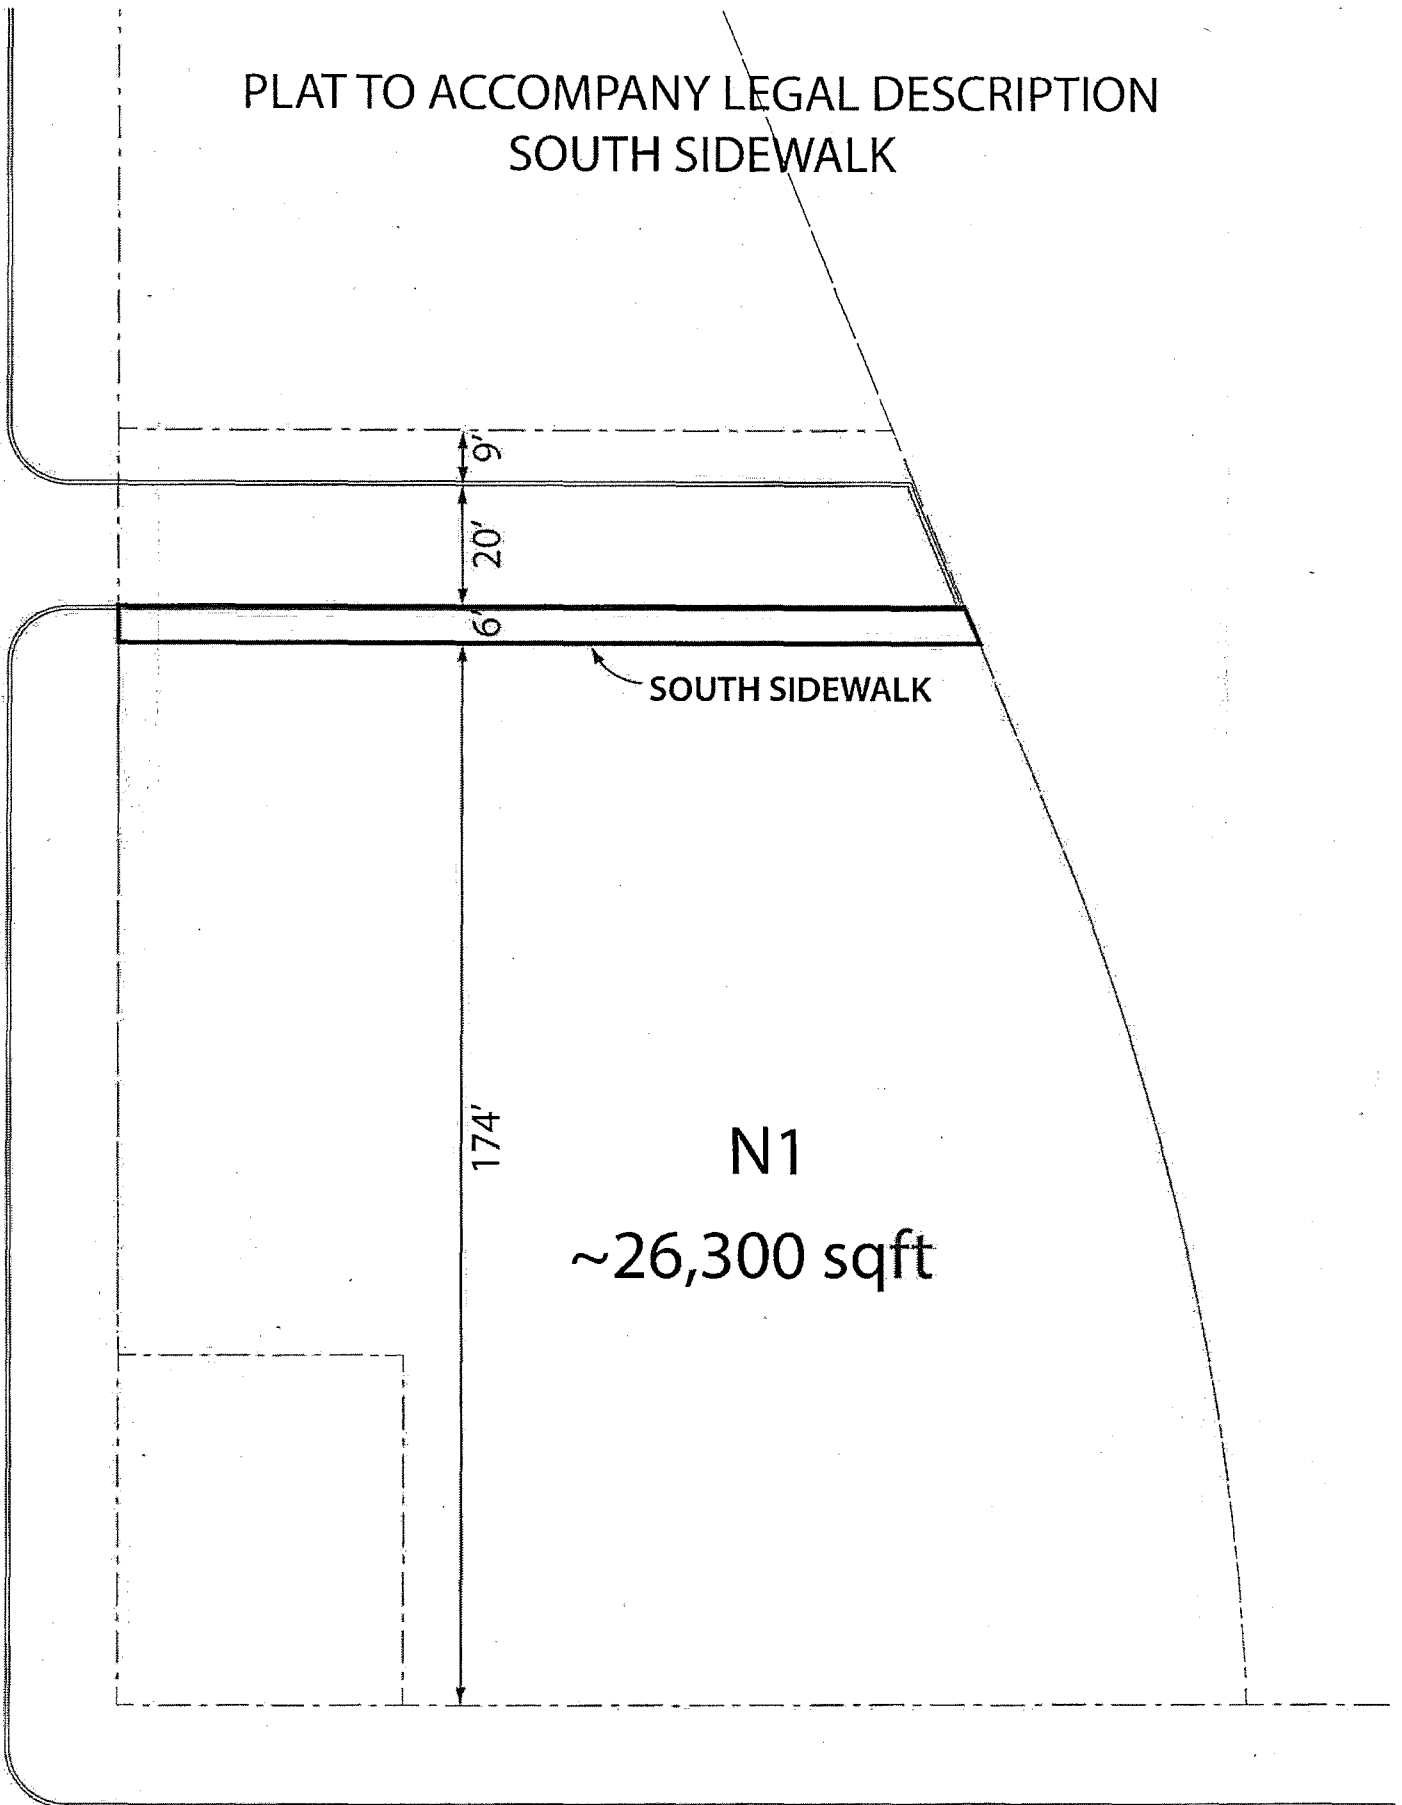 PLAT TO ACCOMPANY LEGAL DESCRIPTION
SOUTH SIDEWALK
9'
20'
6'
SOUTH SIDEWALK
174'
N1
~26,300 sqft